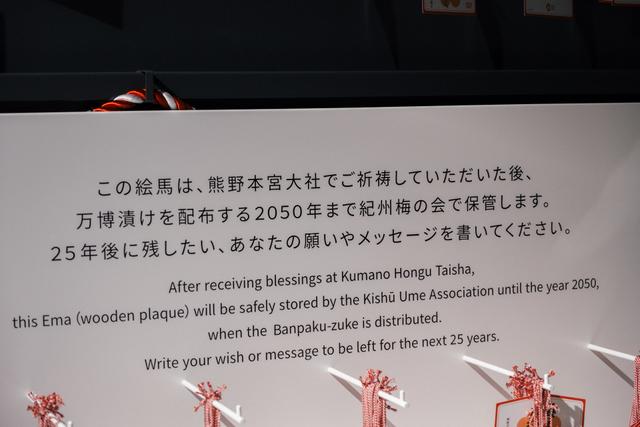 この絵馬は、熊野本宮大社でご祈祷していただいた後、
万博漬けを配布する2050年まで紀州梅の会で保管します。
25年後に残したい、あなたの願いやメッセージを書いてください。
After receiving blessings at Kumano Hongu Taisha,
this Ema (wooden plaque) will be safely stored by the Kishū Ume Association until the year 2050,
when the Banpaku-zuke is distributed.
Write your wish or message to be left for the next 25 years.